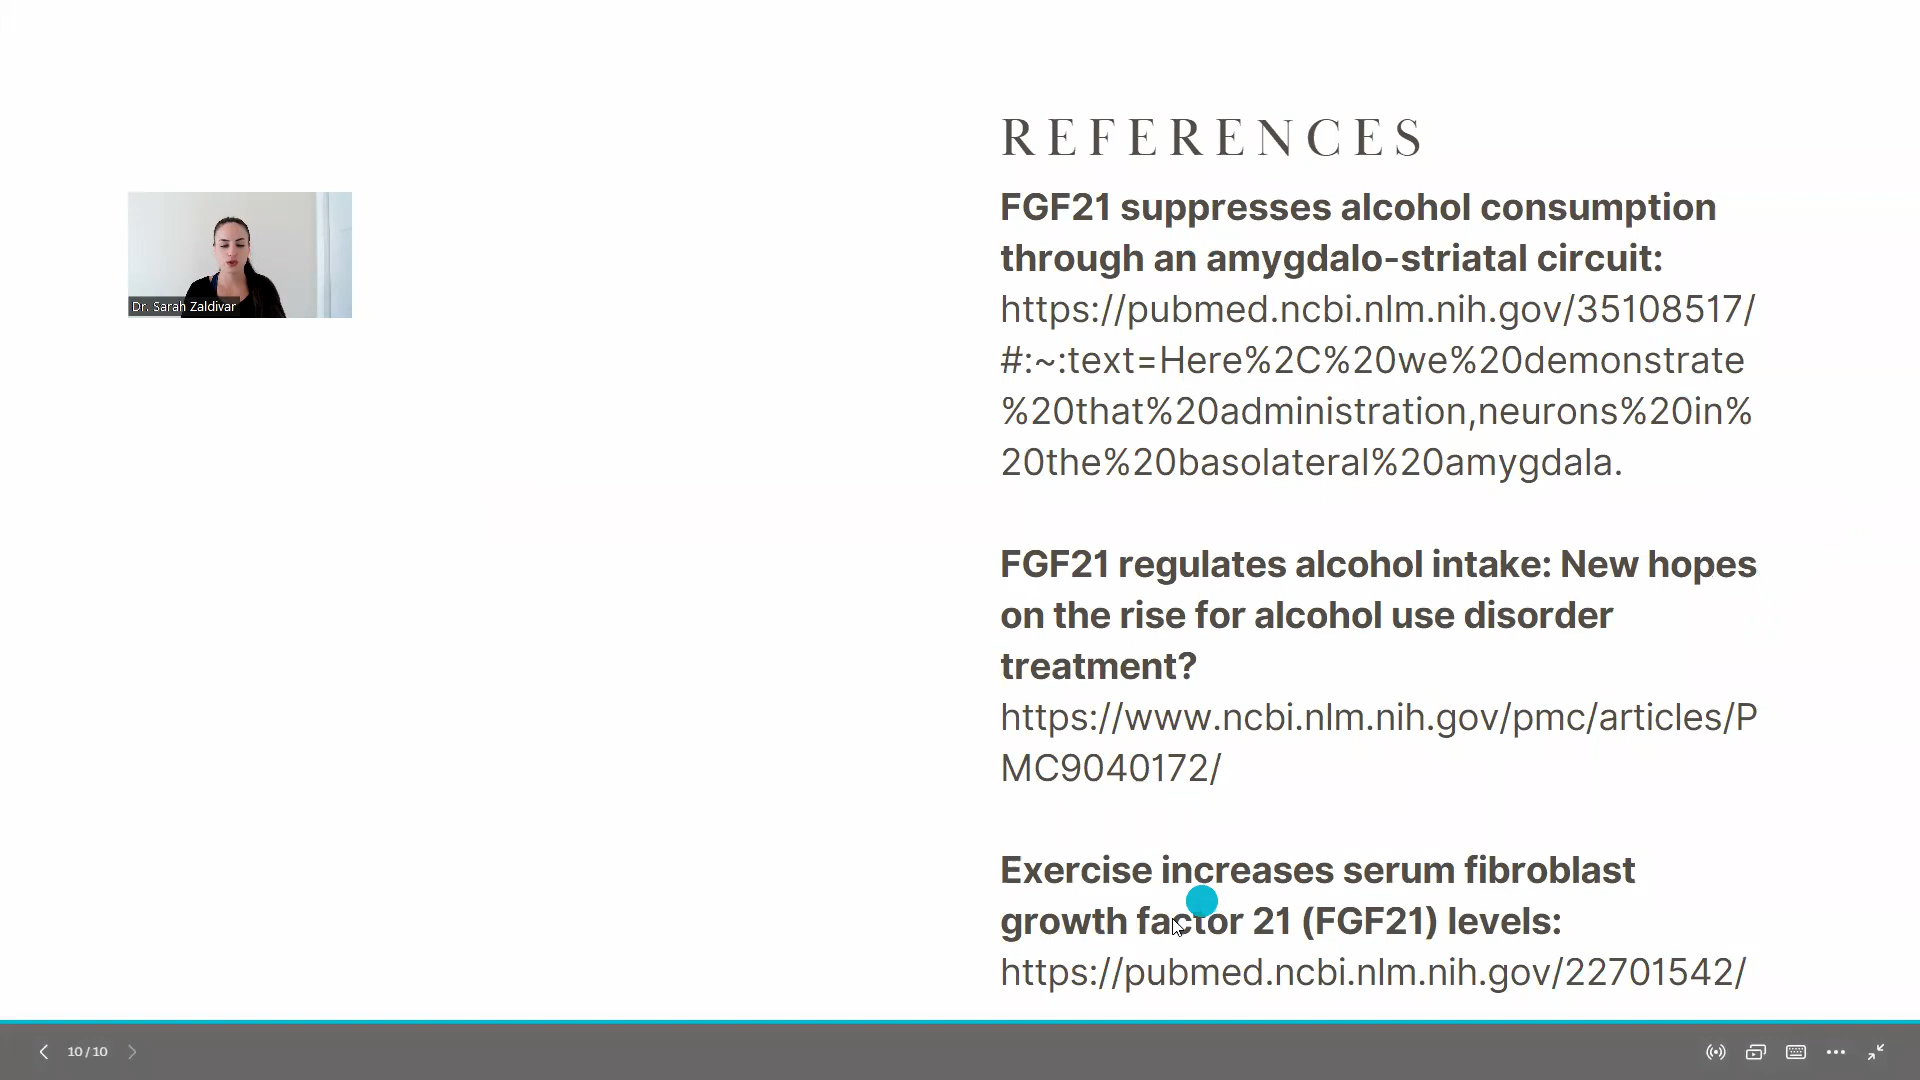 REFERENCES
FGF21 suppresses alcohol consumption
through an amygdalo-striatal circuit:
https://pubmed.ncbi.nlm.nih.gov/35108517/
#:~:text=Here%2C%20we%20demonstrate
%20that%20administration,neurons%20in%
20the%20basolateral%20amygdala.
FGF21 regulates alcohol intake: New hopes
on the rise for alcohol use disorder
treatment?
https://www.ncbi.nlm.nih.gov/pmc/articles/P
MC9040172/
Exercise increases serum fibroblast
growth factor 21 (FGF21) levels:
https://pubmed.ncbi.nlm.nih.gov/22701542/
Dr. Sarah Zaldivar
10/10